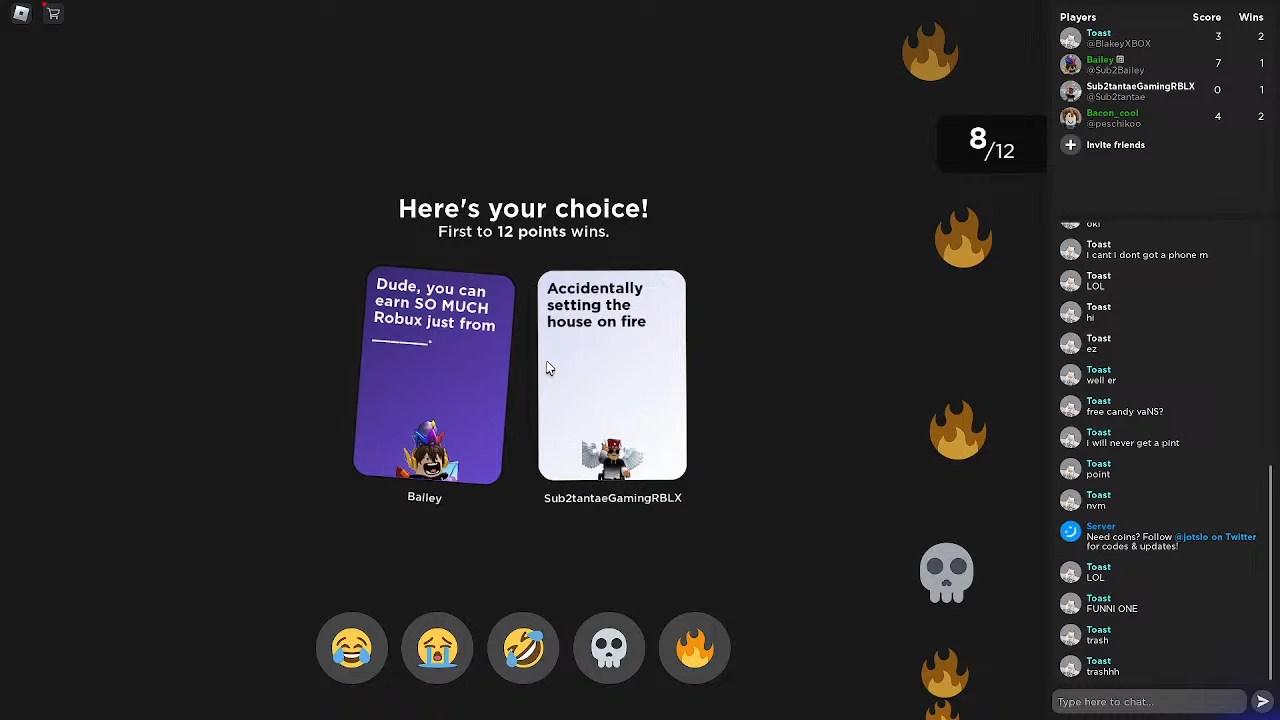 Players Score Wins
Toast 3 2
@BlakeyXBOX
Bailey 7 1
@Sub2Bailey
Sub2tantaeGamingRBLX 0 1
@Sub2tantae
Bacon_cool 4 2
@peschikoo
Invite friends
8/12
Here's your choice!
First to 12 points wins.
Dude, you can
earn SO MUCH
Robux just from
________.
Bailey
Accidentally
setting the
house on fire
Sub2tantaeGamingRBLX
oki
Toast
I cant I dont got a phone rn
Toast
LOL
Toast
hi
Toast
ez
Toast
well er
Toast
free candy vaNS?
Toast
I will never get a pint
Toast
point
Toast
nvm
Server
Need coins? Follow @jotslo on Twitter
for codes & updates!
Toast
LOL
Toast
FUNNI ONE
Toast
trash
Toast
trashhh
Type here to chat...